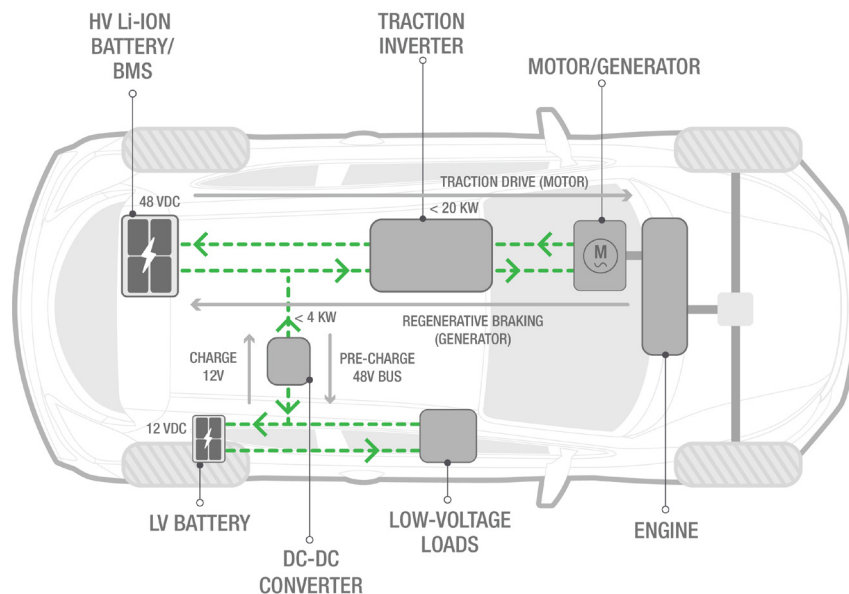 HV Li-ION
BATTERY/
BMS
TRACTION
INVERTER
MOTOR/GENERATOR
TRACTION DRIVE (MOTOR)
48 VDC
< 20 KW
M
REGENERATIVE BRAKING
(GENERATOR)
< 4 KW
CHARGE
12V
PRE-CHARGE
48V BUS
12 VDC
LV BATTERY
DC-DC
CONVERTER
LOW-VOLTAGE
LOADS
ENGINE